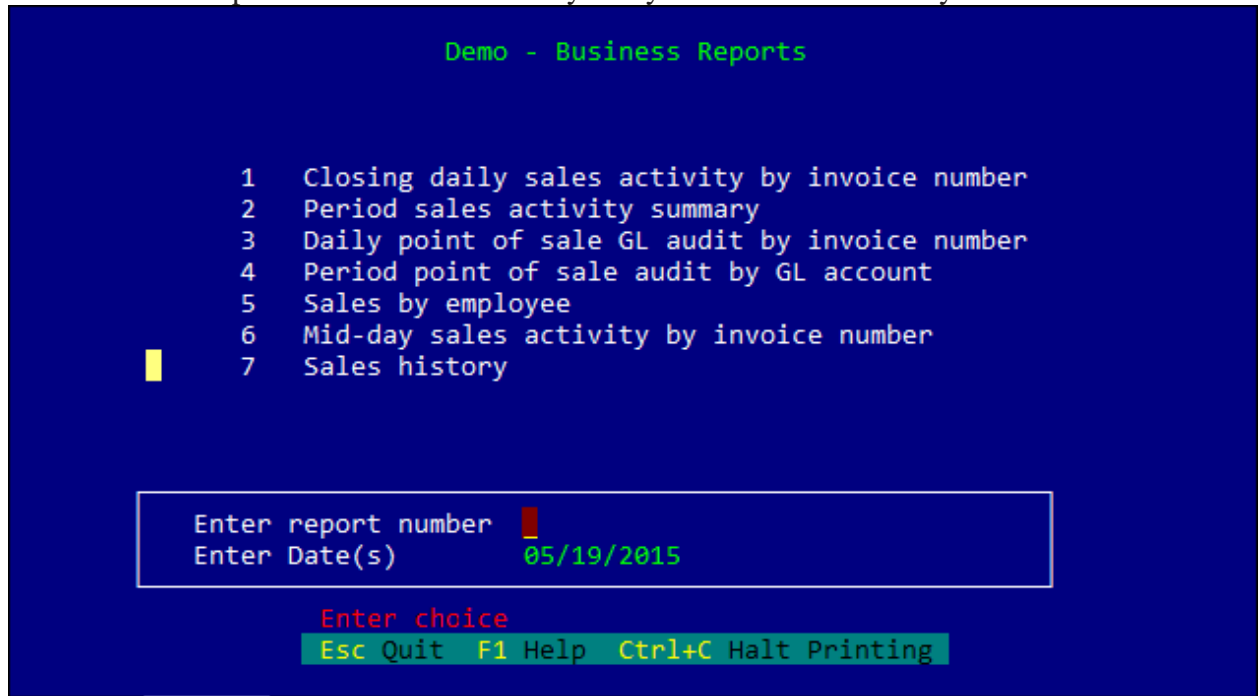 Demo - Business Reports
1 Closing daily sales activity by invoice number
2 Period sales activity summary
3 Daily point of sale GL audit by invoice number
4 Period point of sale audit by GL account
5 Sales by employee
6 Mid-day sales activity by invoice number
7 Sales history
Enter report number
Enter Date(s) 05/19/2015
Enter choice
Esc Quit F1 Help Ctrl+C Halt Printing